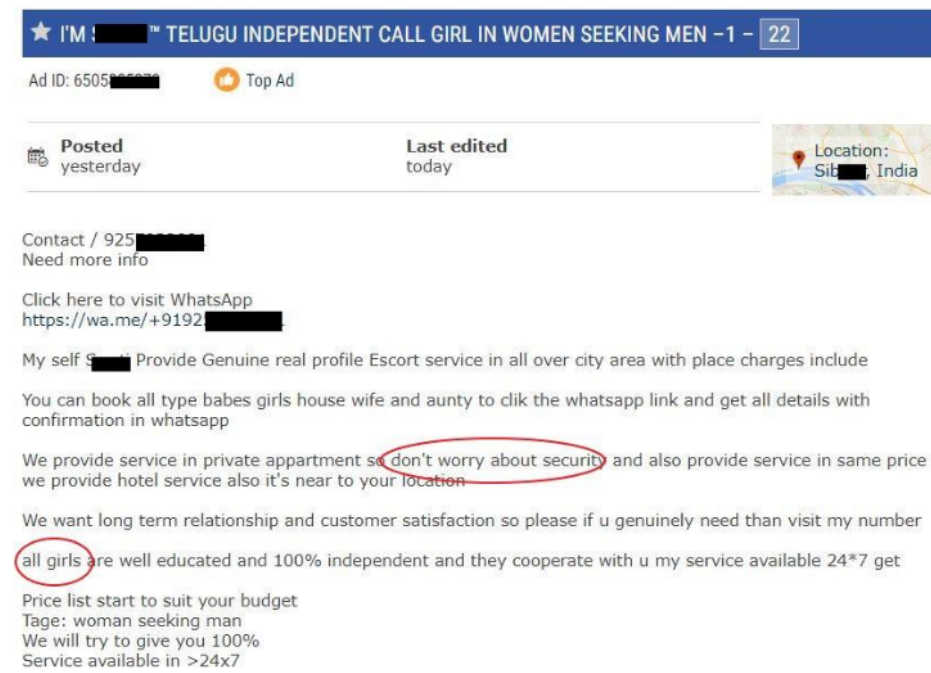 I'M TELUGU INDEPENDENT CALL GIRL IN WOMEN SEEKING MEN –1 – 22
Ad ID: 6505
Top Ad
Posted
yesterday
Last edited
today
Location:
Sib , India
Contact / 925
Need more info
Click here to visit WhatsApp
https://wa.me/+9192
My self Provide Genuine real profile Escort service in all over city area with place charges include
You can book all type babes girls house wife and aunty to clik the whatsapp link and get all details with
confirmation in whatsapp
We provide service in private appartment so don't worry about security and also provide service in same price
we provide hotel service also it's near to your location
We want long term relationship and customer satisfaction so please if u genuinely need than visit my number
all girls are well educated and 100% independent and they cooperate with u my service available 24*7 get
Price list start to suit your budget
Tage: woman seeking man
We will try to give you 100%
Service available in >24x7